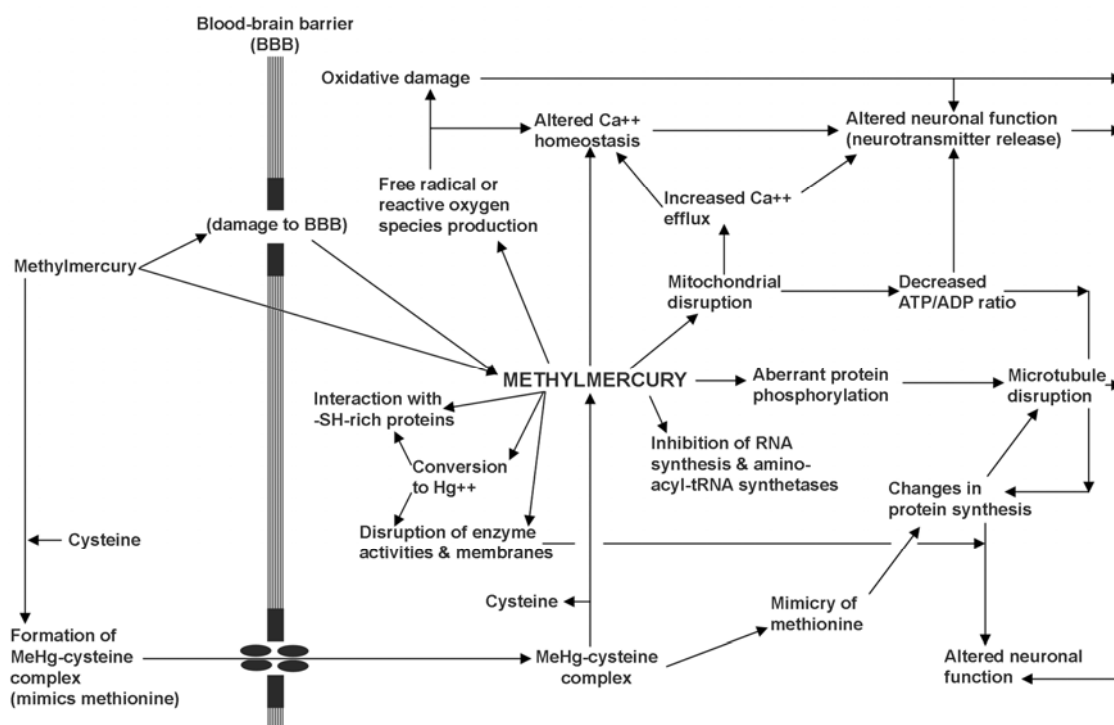 Blood-brain barrier
(BBB)
Oxidative damage
Altered Ca++
homeostasis
Altered neuronal function
(neurotransmitter release)
Free radical or
reactive oxygen
species production
Increased Ca++
efflux
(damage to BBB)
Methylmercury
Mitochondrial
disruption
Decreased
ATP/ADP ratio
METHYLMERCURY
Aberrant protein
phosphorylation
Microtubule
disruption
Interaction with
-SH-rich proteins
Inhibition of RNA
synthesis & amino-
acyl-tRNA synthetases
Conversion
to Hg++
Changes in
protein synthesis
Disruption of enzyme
activities & membranes
Cysteine
Cysteine
Mimicry of
methionine
Formation of
MeHg-cysteine
complex
(mimics methionine)
MeHg-cysteine
complex
Altered neuronal
function